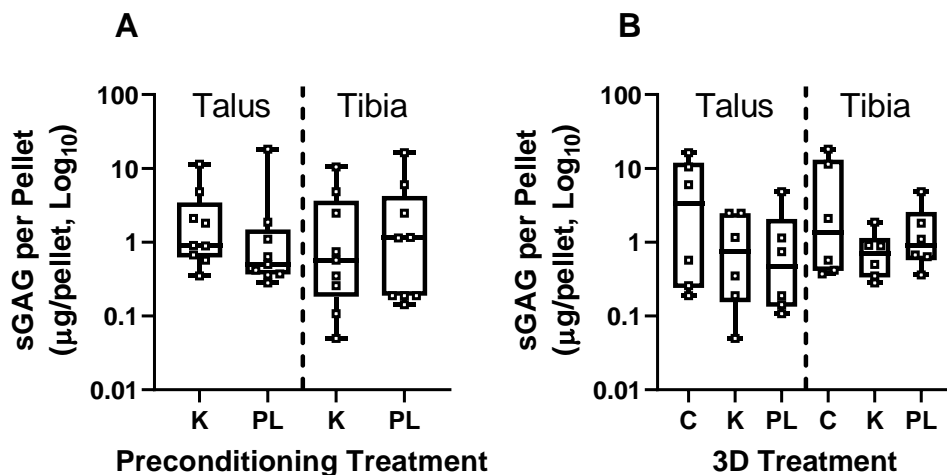 A
sGAG per Pellet
(μg/pellet, Log10)
100
10
1
0.1
0.01
Talus
Tibia
K PL K PL
Preconditioning Treatment
B
sGAG per Pellet
(μg/pellet, Log10)
100
10
1
0.1
0.01
Talus
Tibia
C K PL C K PL
3D Treatment